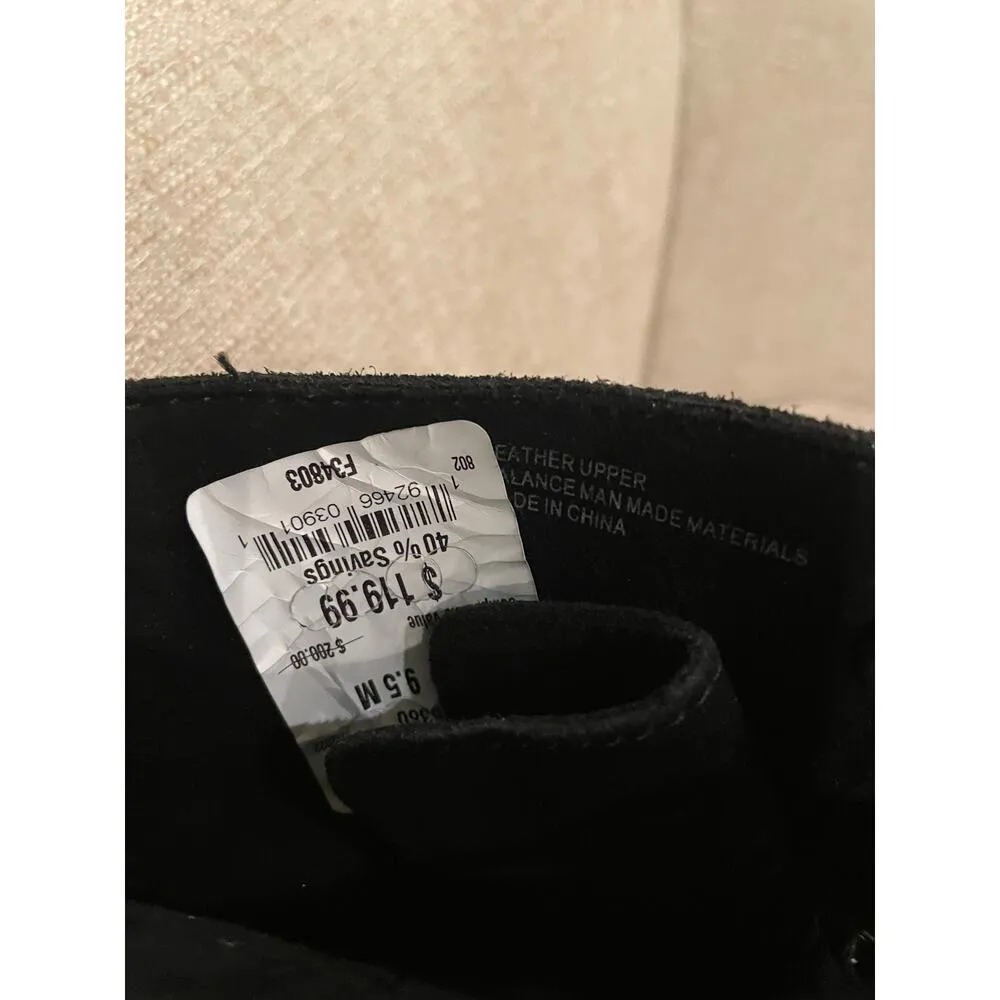 9.5 M
Value
$ 200.00
$ 119.99
40% Savings
1 92466 03901 1
802
F34803
EATHER UPPER
ALANCE MAN MADE MATERIALS
DE IN CHINA